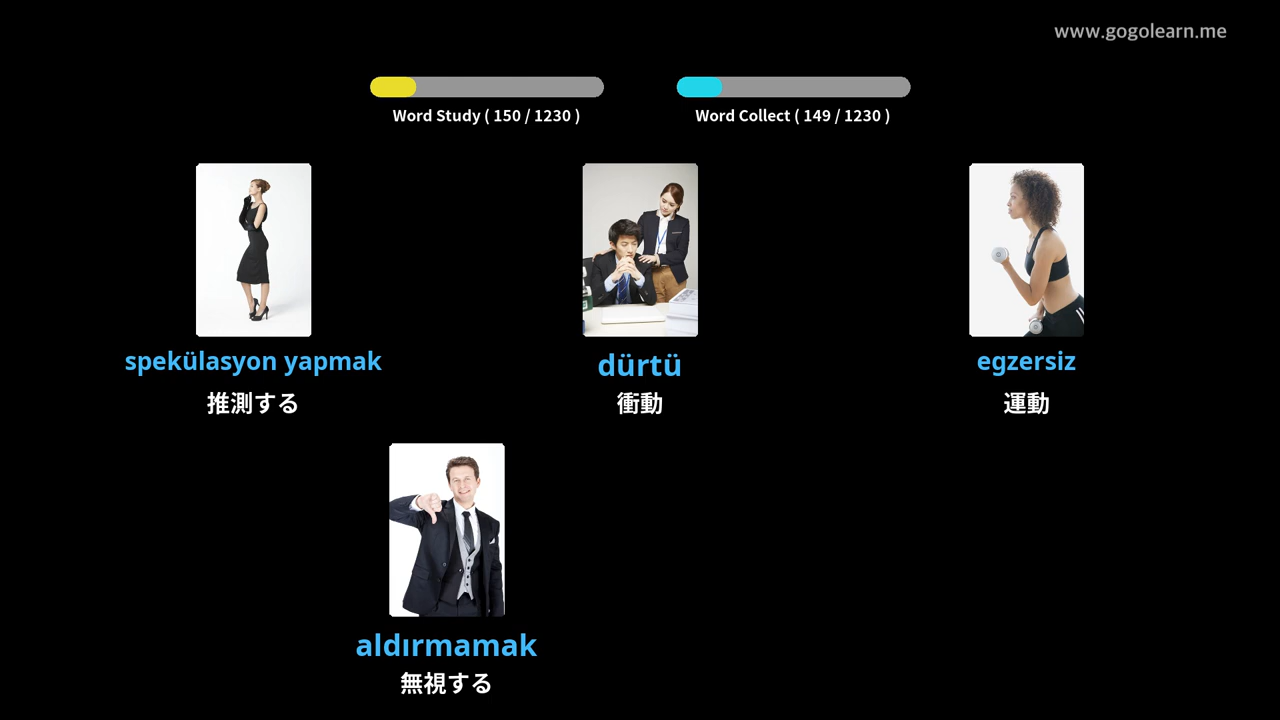 www.gogolearn.me
Word Study ( 150 / 1230 )
Word Collect ( 149 / 1230 )
spekülasyon yapmak
推測する
dürtü
衝動
egzersiz
運動
aldırmamak
無視する